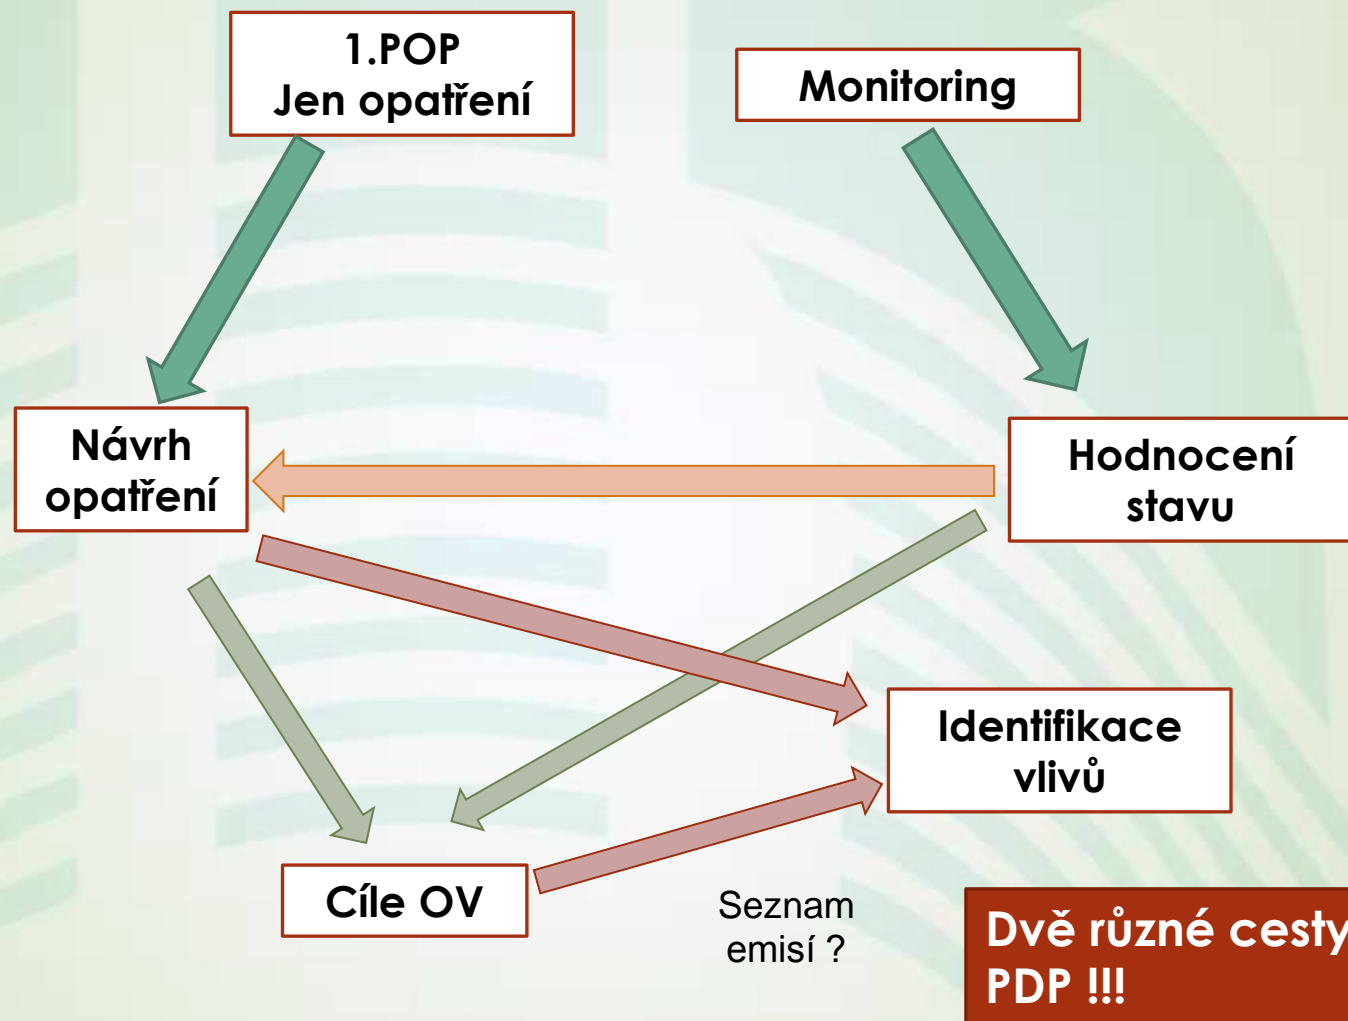 1.POP
Jen opatření
Monitoring
Návrh
opatření
Hodnocení
stavu
Identifikace
vlivů
Cíle OV
Seznam
emisí ?
Dvě různé cesty
PDP !!!